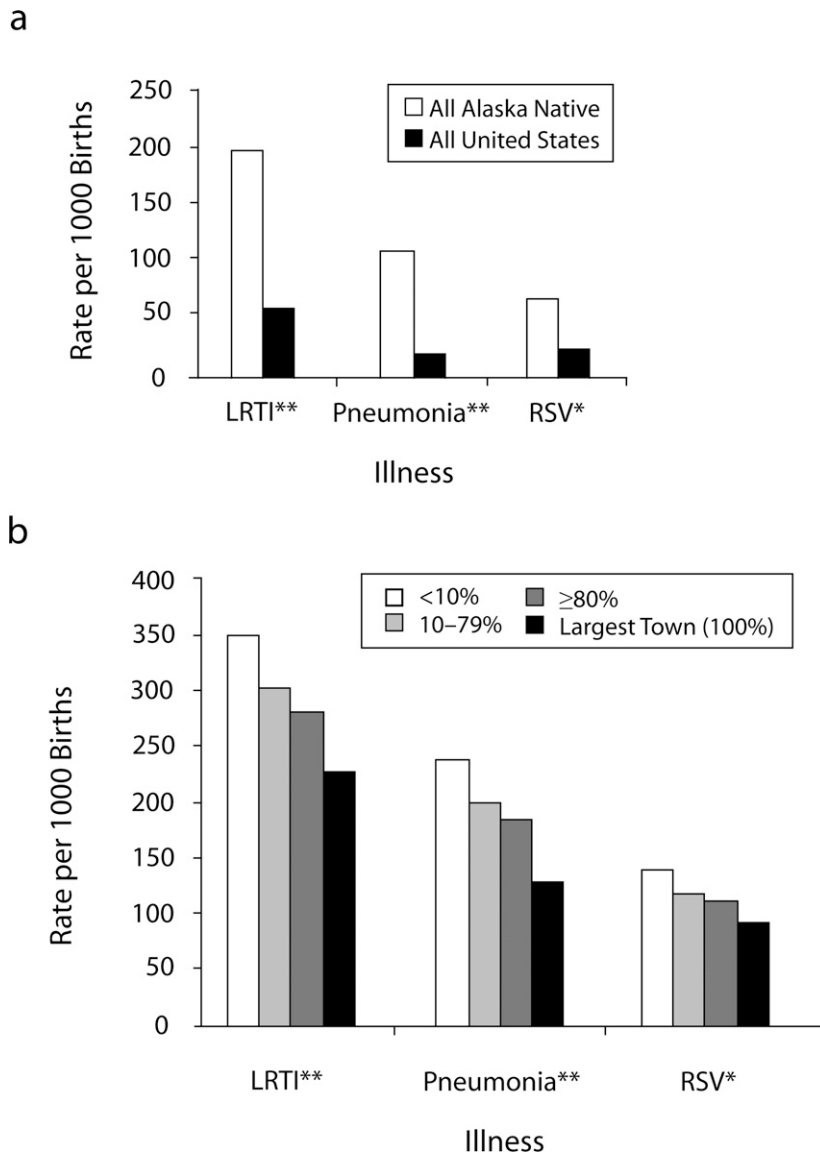 a
250
200
150
100
50
0
Rate per 1000 Births
All Alaska Native
All United States
LRTI** Pneumonia** RSV*
Illness
b
400
350
300
250
200
150
100
50
0
Rate per 1000 Births
<10% ≥80%
10–79% Largest Town (100%)
LRTI** Pneumonia** RSV*
Illness